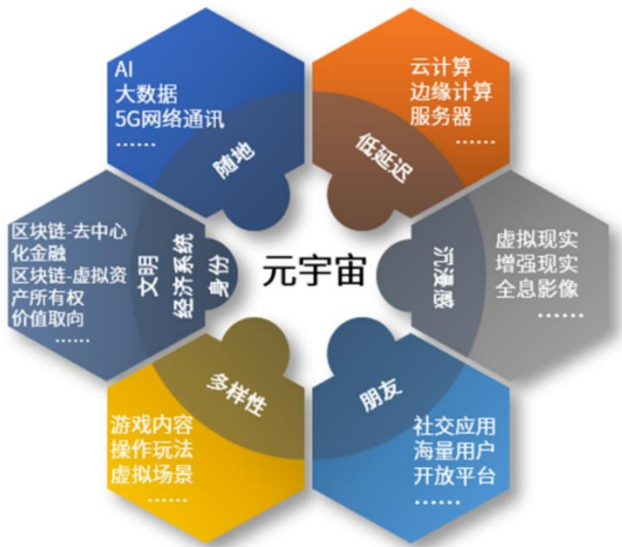 AI
大数据
5G网络通讯
······
随地
云计算
边缘计算
服务器
······
低延迟
区块链-去中心
化金融
区块链-虚拟资
产所有权
价值取向
······
文明
经济系统
身份
元宇宙
沉浸感
虚拟现实
增强现实
全息影像
······
多样性
游戏内容
操作玩法
虚拟场景
······
朋友
社交应用
海量用户
开放平台
······